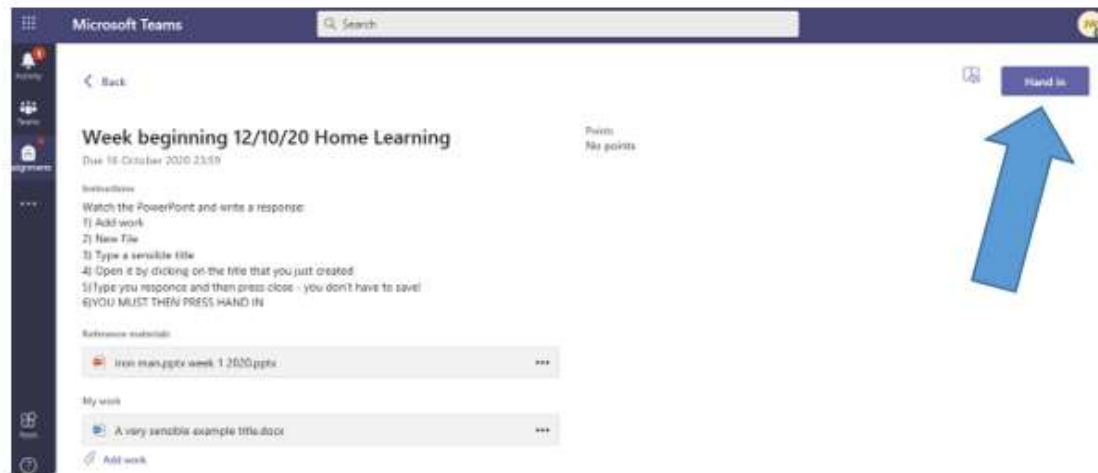 Microsoft Teams
Search
Activity
Back
Hand in
Teams
Week beginning 12/10/20 Home Learning
Points
Due 16 October 2020 23:59
No points
Instructions
Watch the PowerPoint and write a response:
1) Add work
2) New File
3) Type a sensible title
4) Open it by clicking on the title that you just created
5)Type you responce and then press close - you don't have to save!
6)YOU MUST THEN PRESS HAND IN
Reference materials
iron man.pptx week 1 2020.pptx
My work
A very sensible example title.docx
Add work